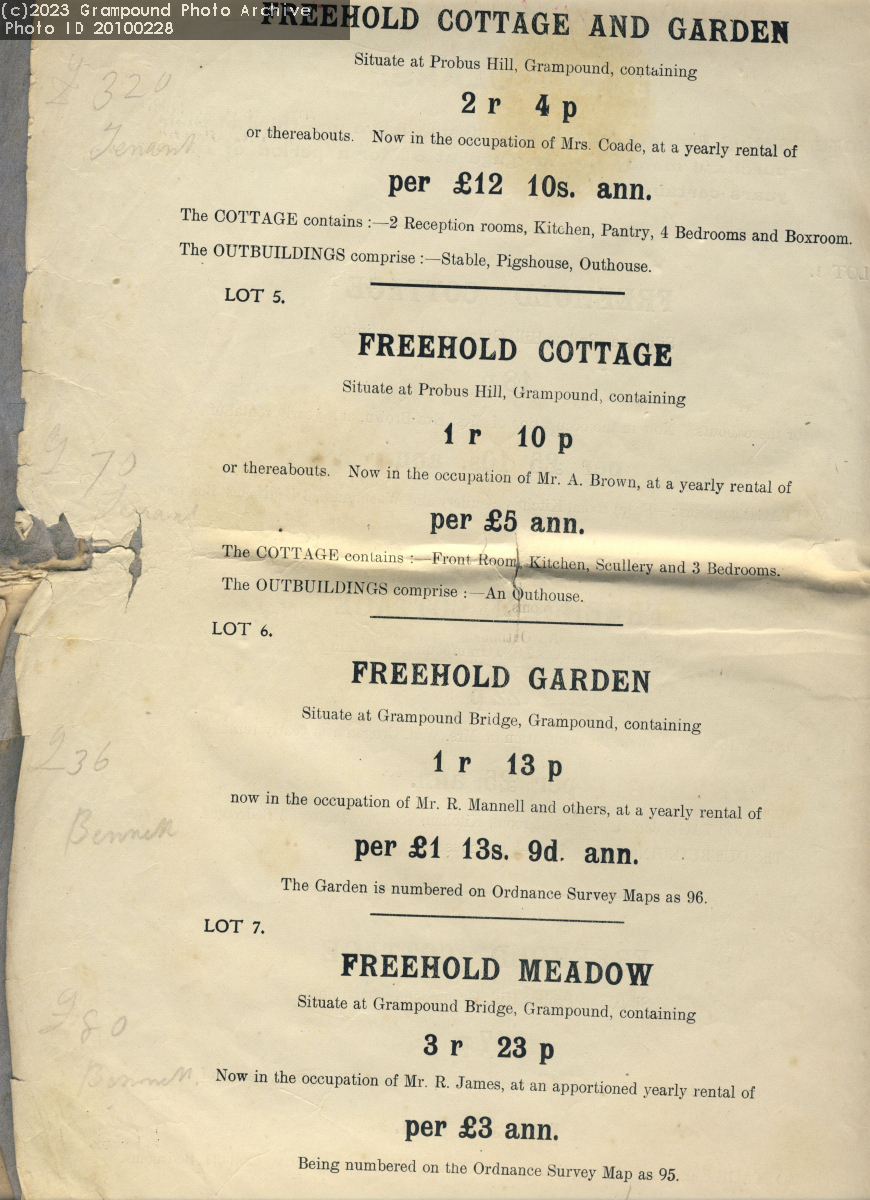 (c)2023 Grampound Photo Archive
Photo ID 20100228
FREEHOLD COTTAGE AND GARDEN
Situate at Probus Hill, Grampound, containing
2 r 4 p
or thereabouts. Now in the occupation of Mrs. Coade, at a yearly rental of
per £12 10s. ann.
The COTTAGE contains :—2 Reception rooms, Kitchen, Pantry, 4 Bedrooms and Boxroom.
The OUTBUILDINGS comprise :—Stable, Pigshouse, Outhouse.
£320
Tenant
LOT 5.
FREEHOLD COTTAGE
Situate at Probus Hill, Grampound, containing
1 r 10 p
or thereabouts. Now in the occupation of Mr. A. Brown, at a yearly rental of
per £5 ann.
The COTTAGE contains :—Front Room, Kitchen, Scullery and 3 Bedrooms.
The OUTBUILDINGS comprise :—An Outhouse.
£70
Tenant
LOT 6.
FREEHOLD GARDEN
Situate at Grampound Bridge, Grampound, containing
1 r 13 p
now in the occupation of Mr. R. Mannell and others, at a yearly rental of
per £1 13s. 9d. ann.
The Garden is numbered on Ordnance Survey Maps as 96.
£36
Bennett
LOT 7.
FREEHOLD MEADOW
Situate at Grampound Bridge, Grampound, containing
3 r 23 p
Now in the occupation of Mr. R. James, at an apportioned yearly rental of
per £3 ann.
Being numbered on the Ordnance Survey Map as 95.
£80
Bennett.